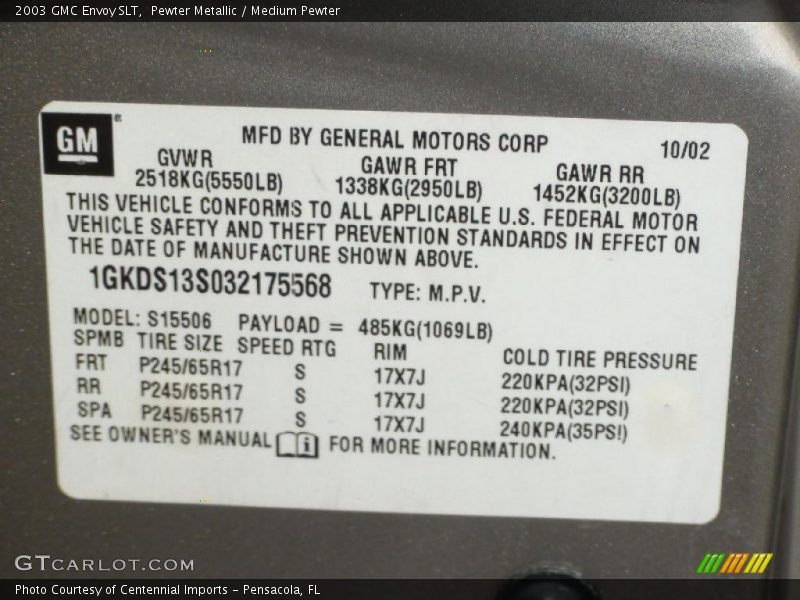 2003 GMC Envoy SLT,  Pewter Metallic / Medium Pewter
GM ®
MFD BY GENERAL MOTORS CORP 10/02
GVWR GAWR FRT GAWR RR
2518KG(5550LB) 1338KG(2950LB) 1452KG(3200LB)
THIS VEHICLE CONFORMS TO ALL APPLICABLE U.S. FEDERAL MOTOR
VEHICLE SAFETY AND THEFT PREVENTION STANDARDS IN EFFECT ON
THE DATE OF MANUFACTURE SHOWN ABOVE.
1GKDS13S032175568 TYPE: M.P.V.
MODEL: S15506 PAYLOAD = 485KG(1069LB)
SPMB TIRE SIZE SPEED RTG RIM COLD TIRE PRESSURE
FRT P245/65R17 S 17X7J 220KPA(32PSI)
RR P245/65R17 S 17X7J 220KPA(32PSI)
SPA P245/65R17 S 17X7J 240KPA(35PSI)
SEE OWNER'S MANUAL i FOR MORE INFORMATION.
GTCARLOT.COM
Photo Courtesy of Centennial Imports – Pensacola, FL